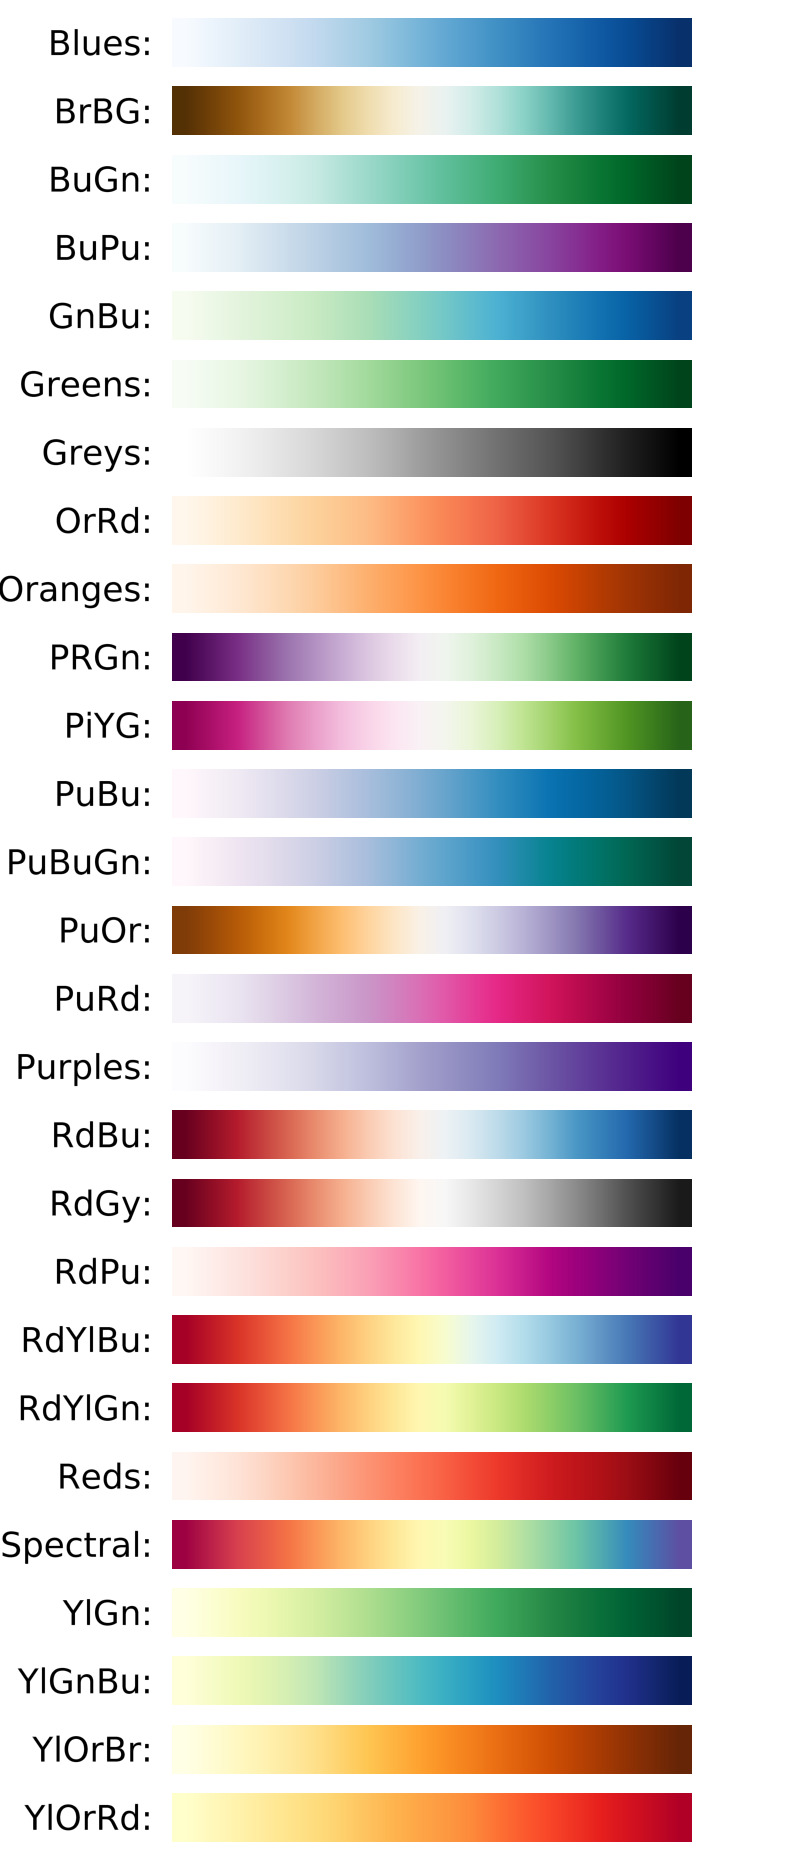 Blues:
BrBG:
BuGn:
BuPu:
GnBu:
Greens:
Greys:
OrRd:
Oranges:
PRGn:
PiYG:
PuBu:
PuBuGn:
PuOr:
PuRd:
Purples:
RdBu:
RdGy:
RdPu:
RdYlBu:
RdYlGn:
Reds:
Spectral:
YlGn:
YlGnBu:
YlOrBr:
YlOrRd: